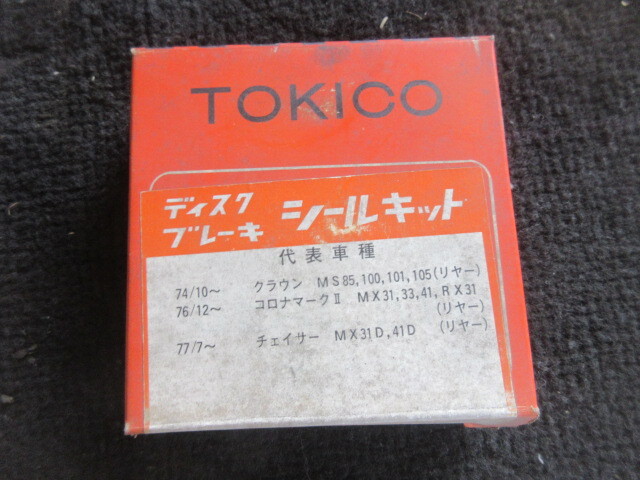 TOKICO
ディスク
ブレーキ シールキット
代表車種
74/10〜 クラウン MS85,100,101,105(リヤー)
76/12〜 コロナマークⅡ MX31,33,41,RX31
(リヤー)
77/7〜 チェイサー MX31D,41D (リヤー)